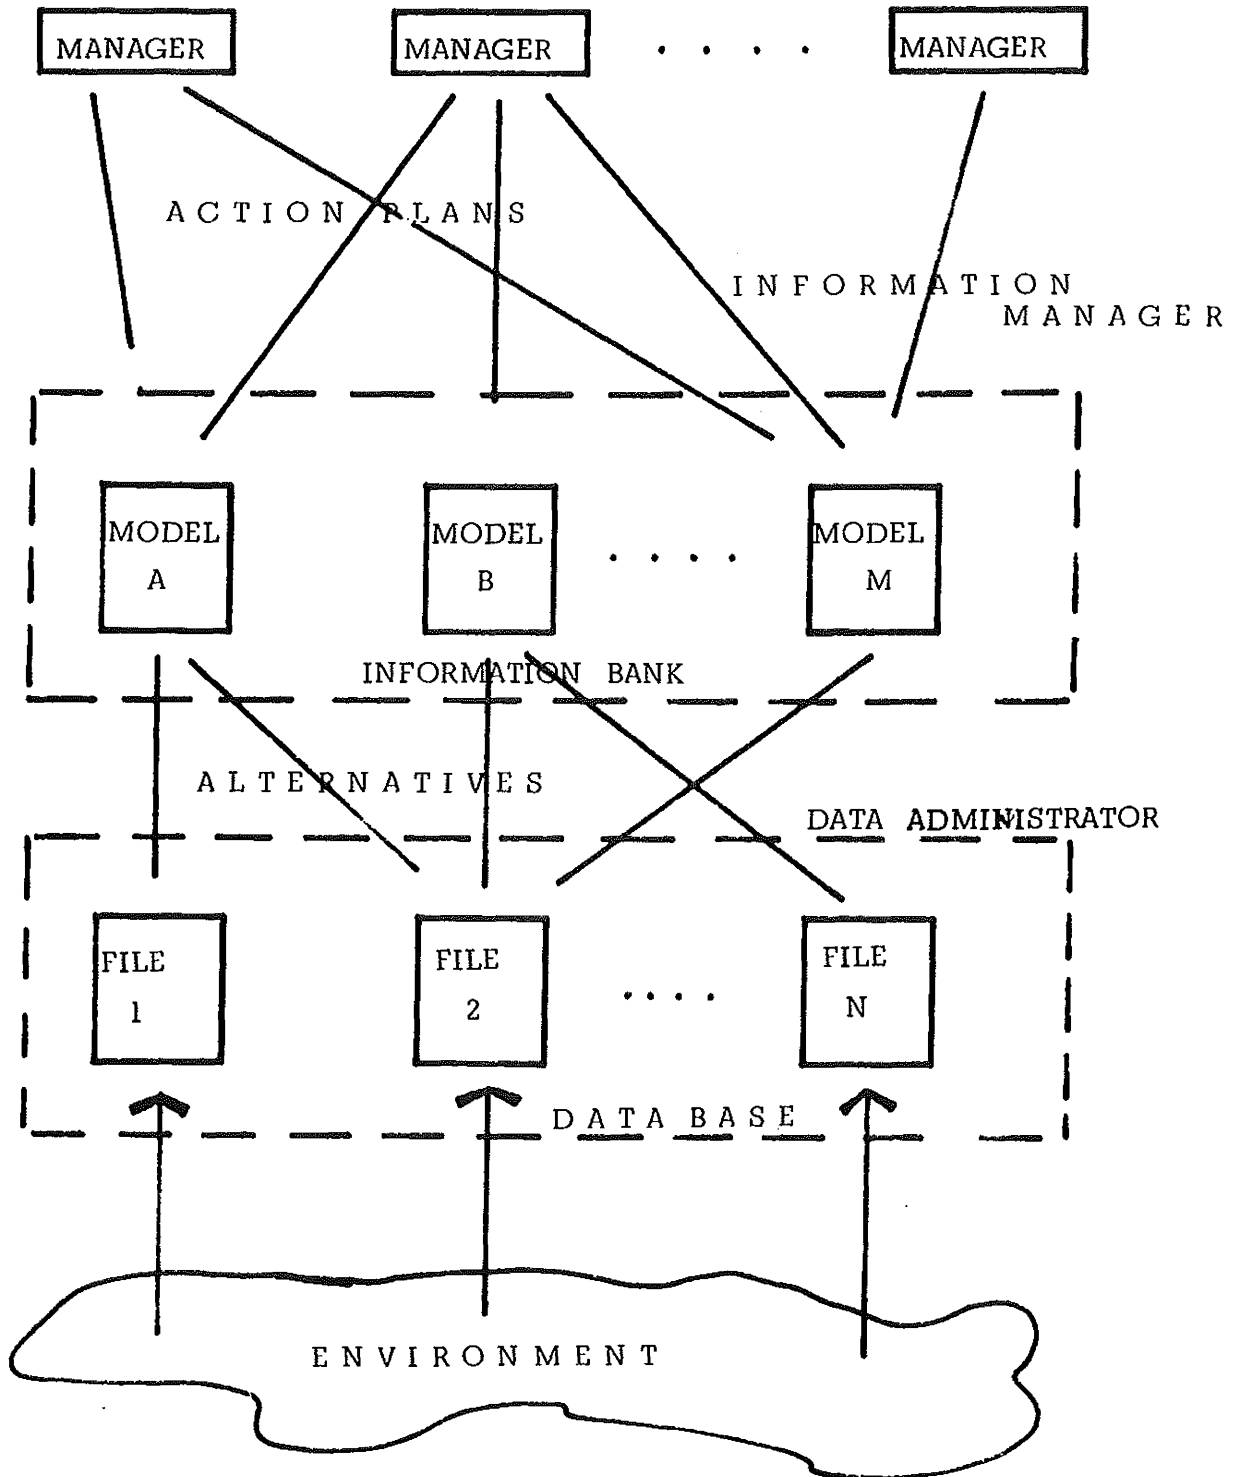 MANAGER
MANAGER
MANAGER
ACTION PLANS
INFORMATION
MANAGER
MODEL
A
MODEL
B
MODEL
M
INFORMATION BANK
ALTERNATIVES
DATA ADMINISTRATOR
FILE
1
FILE
2
FILE
N
DATA BASE
ENVIRONMENT